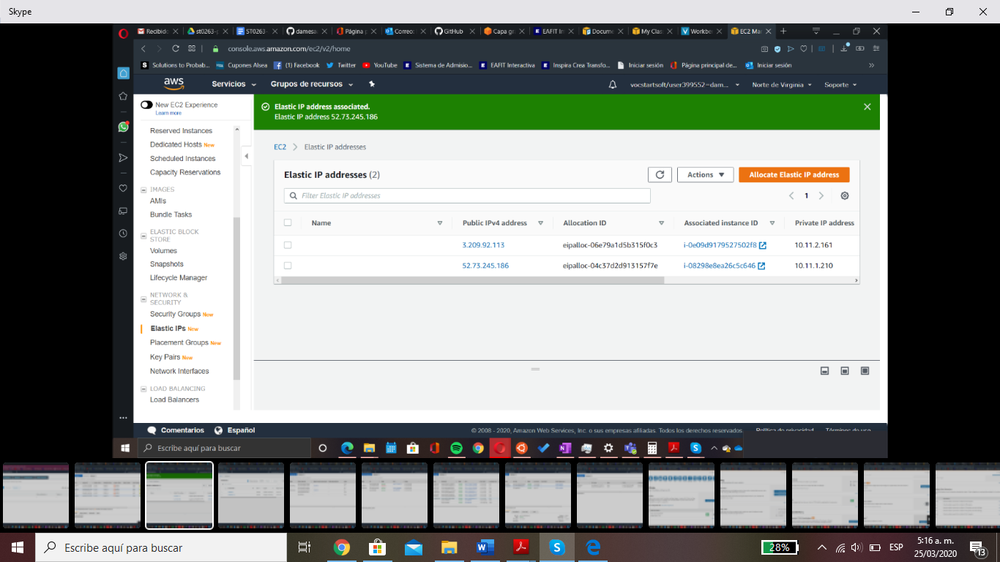 Skype
Recibido
st0263-p
ST0263-
damesa
Página p
Correo:
GitHub
Capa gr
EAFIT In
Docume
My Clas
Workbe
EC2 Man
console.aws.amazon.com/ec2/v2/home
Solutions to Probab...
Cupones Alsea
(1) Facebook
Twitter
YouTube
Sistema de Admisio...
EAFIT Interactiva
Inspira Crea Transfo...
Iniciar sesión
Página principal de...
Iniciar sesión
aws
Servicios
Grupos de recursos
vocstartsoft/user399552=dam...
Norte de Virginia
Soporte
New EC2 Experience
Learn more
Reserved Instances
Dedicated Hosts New
Scheduled Instances
Capacity Reservations
IMAGES
AMIs
Bundle Tasks
ELASTIC BLOCK
STORE
Volumes
Snapshots
Lifecycle Manager
NETWORK &
SECURITY
Security Groups New
Elastic IPs New
Placement Groups New
Key Pairs New
Network Interfaces
LOAD BALANCING
Load Balancers
Elastic IP address associated.
Elastic IP address 52.73.245.186
EC2 > Elastic IP addresses
Elastic IP addresses (2)
Actions
Allocate Elastic IP address
Filter Elastic IP addresses
1
Name Public IPv4 address Allocation ID Associated instance ID Private IP address
3.209.92.113 eipalloc-06e79a1d5b315f0c3 i-0e09d9179527502f8 10.11.2.161
52.73.245.186 eipalloc-04c37d2d913157f7e i-08298e8ea26c5c646 10.11.1.210
Comentarios
Español
© 2008 - 2020, Amazon Web Services, Inc. o sus empresas afiliadas. Todos los derechos reservados.
Política de privacidad
Términos de uso
Escribe aquí para buscar
Escribe aquí para buscar
28%
ESP
5:16 a. m.
25/03/2020
13